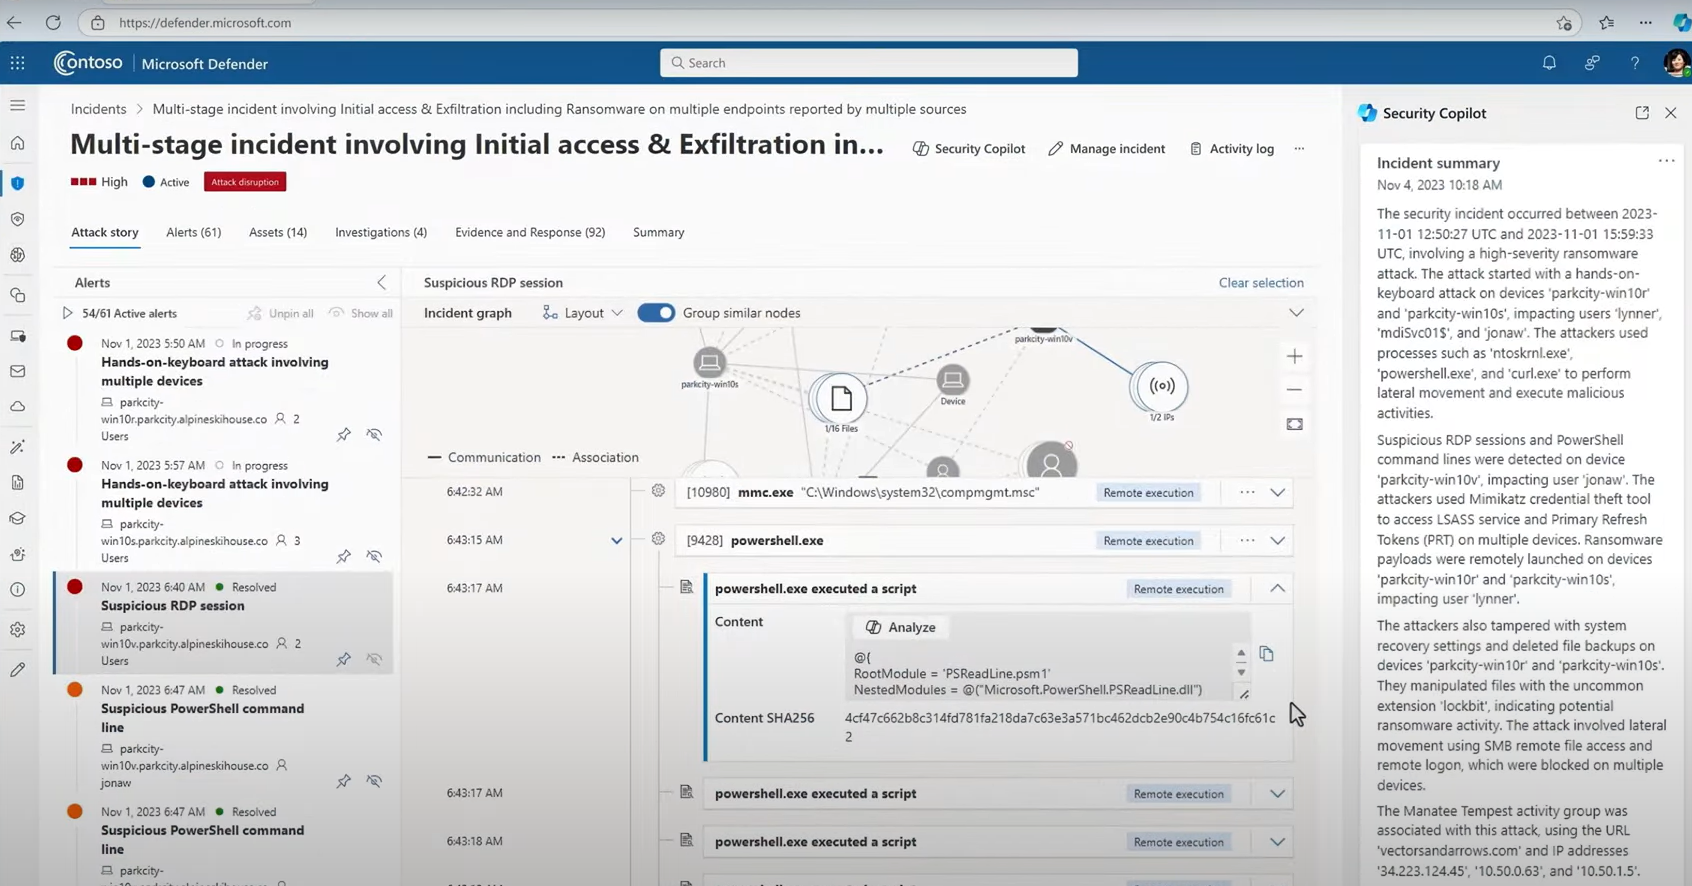 https://defender.microsoft.com
Contoso
Microsoft Defender
Search
Incidents > Multi-stage incident involving Initial access & Exfiltration including Ransomware on multiple endpoints reported by multiple sources
Multi-stage incident involving Initial access & Exfiltration in...
Security Copilot
Manage incident
Activity log
High
Active
Attack disruption
Attack story
Alerts (61)
Assets (14)
Investigations (4)
Evidence and Response (92)
Summary
Alerts
54/61 Active alerts
Unpin all
Show all
Nov 1, 2023 5:50 AM
In progress
Hands-on-keyboard attack involving
multiple devices
parkcity-
win10r.parkcity.alpineskihouse.co
2
Users
Nov 1, 2023 5:57 AM
In progress
Hands-on-keyboard attack involving
multiple devices
parkcity-
win10s.parkcity.alpineskihouse.co
3
Users
Nov 1, 2023 6:40 AM
Resolved
Suspicious RDP session
parkcity-
win10v.parkcity.alpineskihouse.co
2
Users
Nov 1, 2023 6:47 AM
Resolved
Suspicious PowerShell command
line
parkcity-
win10v.parkcity.alpineskihouse.co
jonaw
Nov 1, 2023 6:47 AM
Resolved
Suspicious PowerShell command
line
parkcity-
Suspicious RDP session
Clear selection
Incident graph
Layout
Group similar nodes
parkcity-win10s
1/16 Files
Device
parkcity-win10v
1/2 IPs
Communication
Association
6:42:32 AM
[10980] mmc.exe "C:\Windows\system32\compmgmt.msc"
Remote execution
6:43:15 AM
[9428] powershell.exe
Remote execution
6:43:17 AM
powershell.exe executed a script
Remote execution
Content
Analyze
@{
RootModule = 'PSReadLine.psm1'
NestedModules = @("Microsoft.PowerShell.PSReadLine.dll")
Content SHA256
4cf47c662b8c314fd781fa218da7c63e3a571bc462dcb2e90c4b754c16fc61c
2
6:43:17 AM
powershell.exe executed a script
Remote execution
6:43:18 AM
powershell.exe executed a script
Remote execution
Security Copilot
Incident summary
Nov 4, 2023 10:18 AM
The security incident occurred between 2023-
11-01 12:50:27 UTC and 2023-11-01 15:59:33
UTC, involving a high-severity ransomware
attack. The attack started with a hands-on-
keyboard attack on devices 'parkcity-win10r'
and 'parkcity-win10s', impacting users 'lynner',
'mdiSvc01$', and 'jonaw'. The attackers used
processes such as 'ntoskrnl.exe',
'powershell.exe', and 'curl.exe' to perform
lateral movement and execute malicious
activities.
Suspicious RDP sessions and PowerShell
command lines were detected on device
'parkcity-win10v', impacting user 'jonaw'. The
attackers used Mimikatz credential theft tool
to access LSASS service and Primary Refresh
Tokens (PRT) on multiple devices. Ransomware
payloads were remotely launched on devices
'parkcity-win10r' and 'parkcity-win10s',
impacting user 'lynner'.
The attackers also tampered with system
recovery settings and deleted file backups on
devices 'parkcity-win10r' and 'parkcity-win10s'.
They manipulated files with the uncommon
extension 'lockbit', indicating potential
ransomware activity. The attack involved lateral
movement using SMB remote file access and
remote logon, which were blocked on multiple
devices.
The Manatee Tempest activity group was
associated with this attack, using the URL
'vectorsandarrows.com' and IP addresses
'34.223.124.45', '10.50.0.63', and '10.50.1.5'.